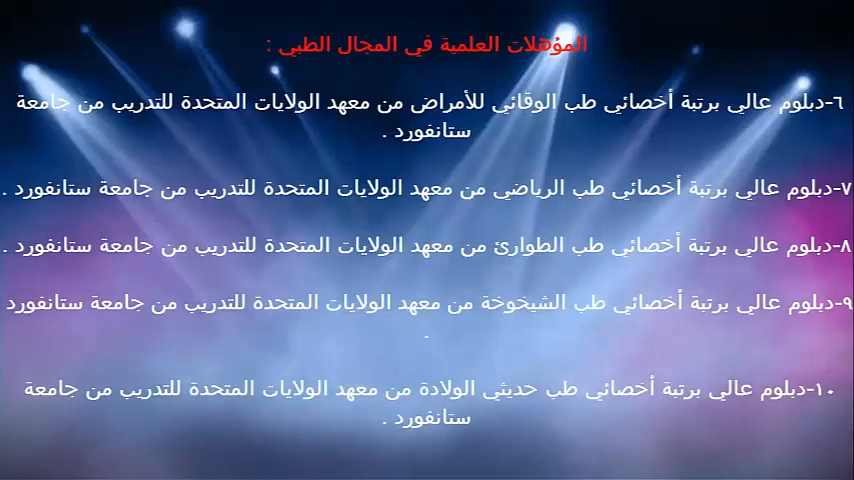 المؤهلات العلمية في المجال الطبي :
٦-دبلوم عالي برتبة أخصائي طب الوقائي للأمراض من معهد الولايات المتحدة للتدريب من جامعة
ستانفورد .
٧-دبلوم عالي برتبة أخصائي طب الرياضي من معهد الولايات المتحدة للتدريب من جامعة ستانفورد .
٨-دبلوم عالي برتبة أخصائي طب الطوارئ من معهد الولايات المتحدة للتدريب من جامعة ستانفورد .
٩-دبلوم عالي برتبة أخصائي طب الشيخوخة من معهد الولايات المتحدة للتدريب من جامعة ستانفورد
.
١٠-دبلوم عالي برتبة أخصائي طب حديثي الولادة من معهد الولايات المتحدة للتدريب من جامعة
ستانفورد .